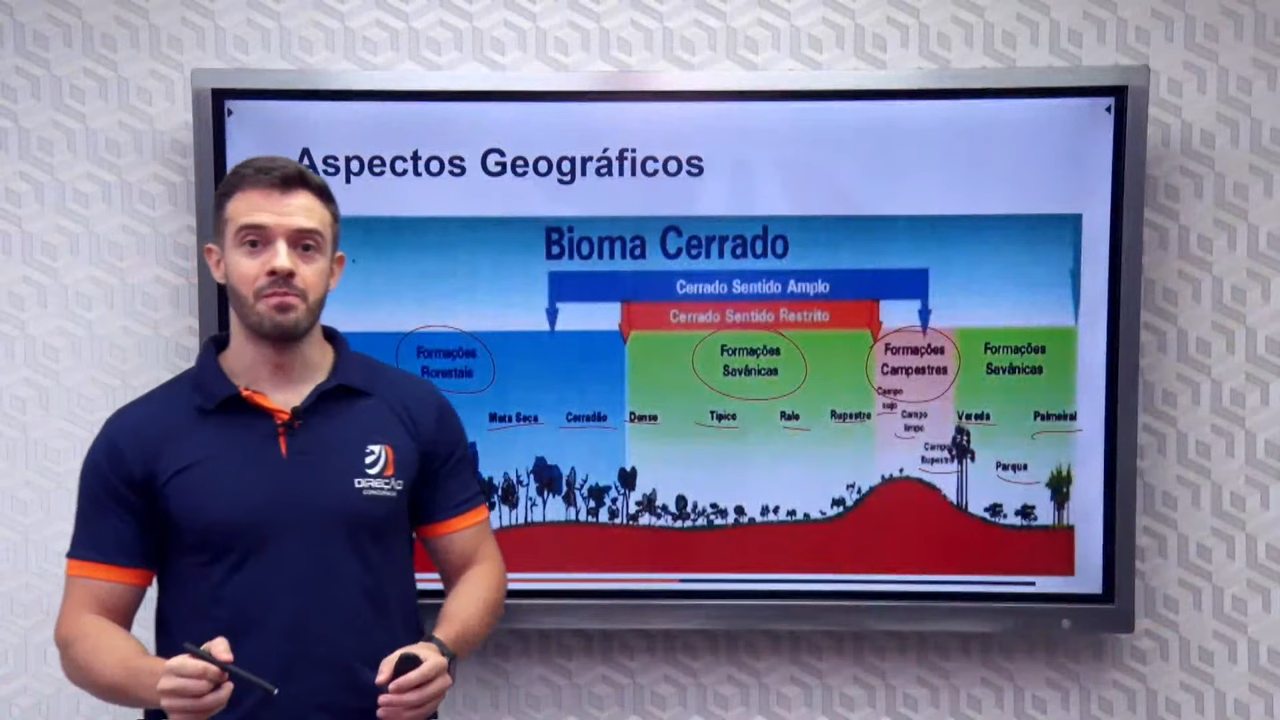 Aspectos Geográficos
Bioma Cerrado
Cerrado Sentido Amplo
Cerrado Sentido Restrito
Formações
Florestais
Formações
Savânicas
Formações
Campestres
Formações
Savânicas
Mata Seca
Cerradão
Denso
Típico
Ralo
Rupestre
Campo
sujo
Campo
limpo
Campo
Rupestre
Vereda
Palmeiral
Parque
DIREÇÃO
CONCURSOS